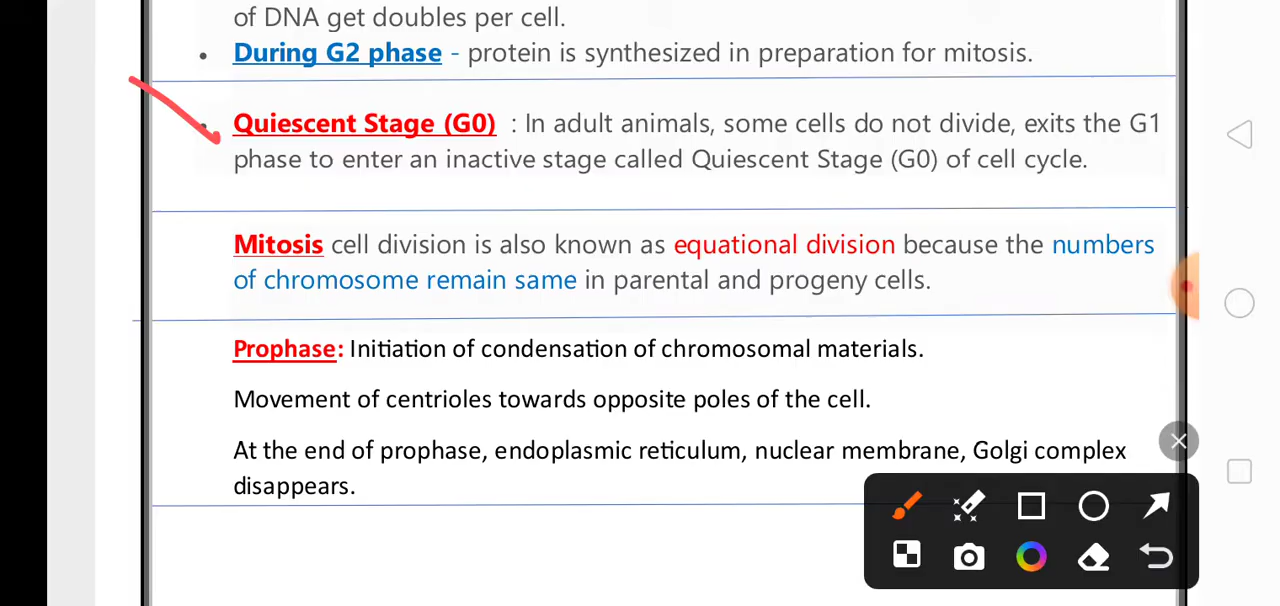 of DNA get doubles per cell.
• During G2 phase - protein is synthesized in preparation for mitosis.
• Quiescent Stage (G0) : In adult animals, some cells do not divide, exits the G1
phase to enter an inactive stage called Quiescent Stage (G0) of cell cycle.
Mitosis cell division is also known as equational division because the numbers
of chromosome remain same in parental and progeny cells.
Prophase: Initiation of condensation of chromosomal materials.
Movement of centrioles towards opposite poles of the cell.
At the end of prophase, endoplasmic reticulum, nuclear membrane, Golgi complex
disappears.